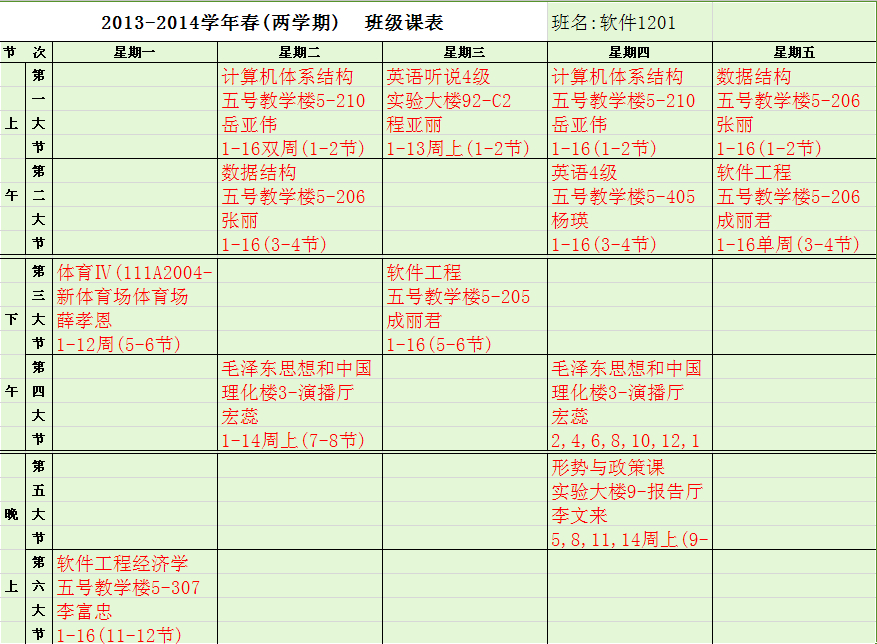 2013-2014学年春(两学期) 班级课表 班名:软件1201
节 次 星期一 星期二 星期三 星期四 星期五
上午
第一大节
计算机体系结构
五号教学楼5-210
岳亚伟
1-16双周(1-2节)
英语听说4级
实验大楼92-C2
程亚丽
1-13周上(1-2节)
计算机体系结构
五号教学楼5-210
岳亚伟
1-16(1-2节)
数据结构
五号教学楼5-206
张丽
1-16(1-2节)
第二大节
数据结构
五号教学楼5-206
张丽
1-16(3-4节)
英语4级
五号教学楼5-405
杨瑛
1-16(3-4节)
软件工程
五号教学楼5-206
成丽君
1-16单周(3-4节)
下午
第三大节
体育Ⅳ(111A2004-
新体育场体育场
薛孝恩
1-12周(5-6节)
软件工程
五号教学楼5-205
成丽君
1-16(5-6节)
第四大节
毛泽东思想和中国
理化楼3-演播厅
宏蕊
1-14周上(7-8节)
毛泽东思想和中国
理化楼3-演播厅
宏蕊
2,4,6,8,10,12,1
晚上
第五大节
形势与政策课
实验大楼9-报告厅
李文来
5,8,11,14周上(9-
第六大节
软件工程经济学
五号教学楼5-307
李富忠
1-16(11-12节)